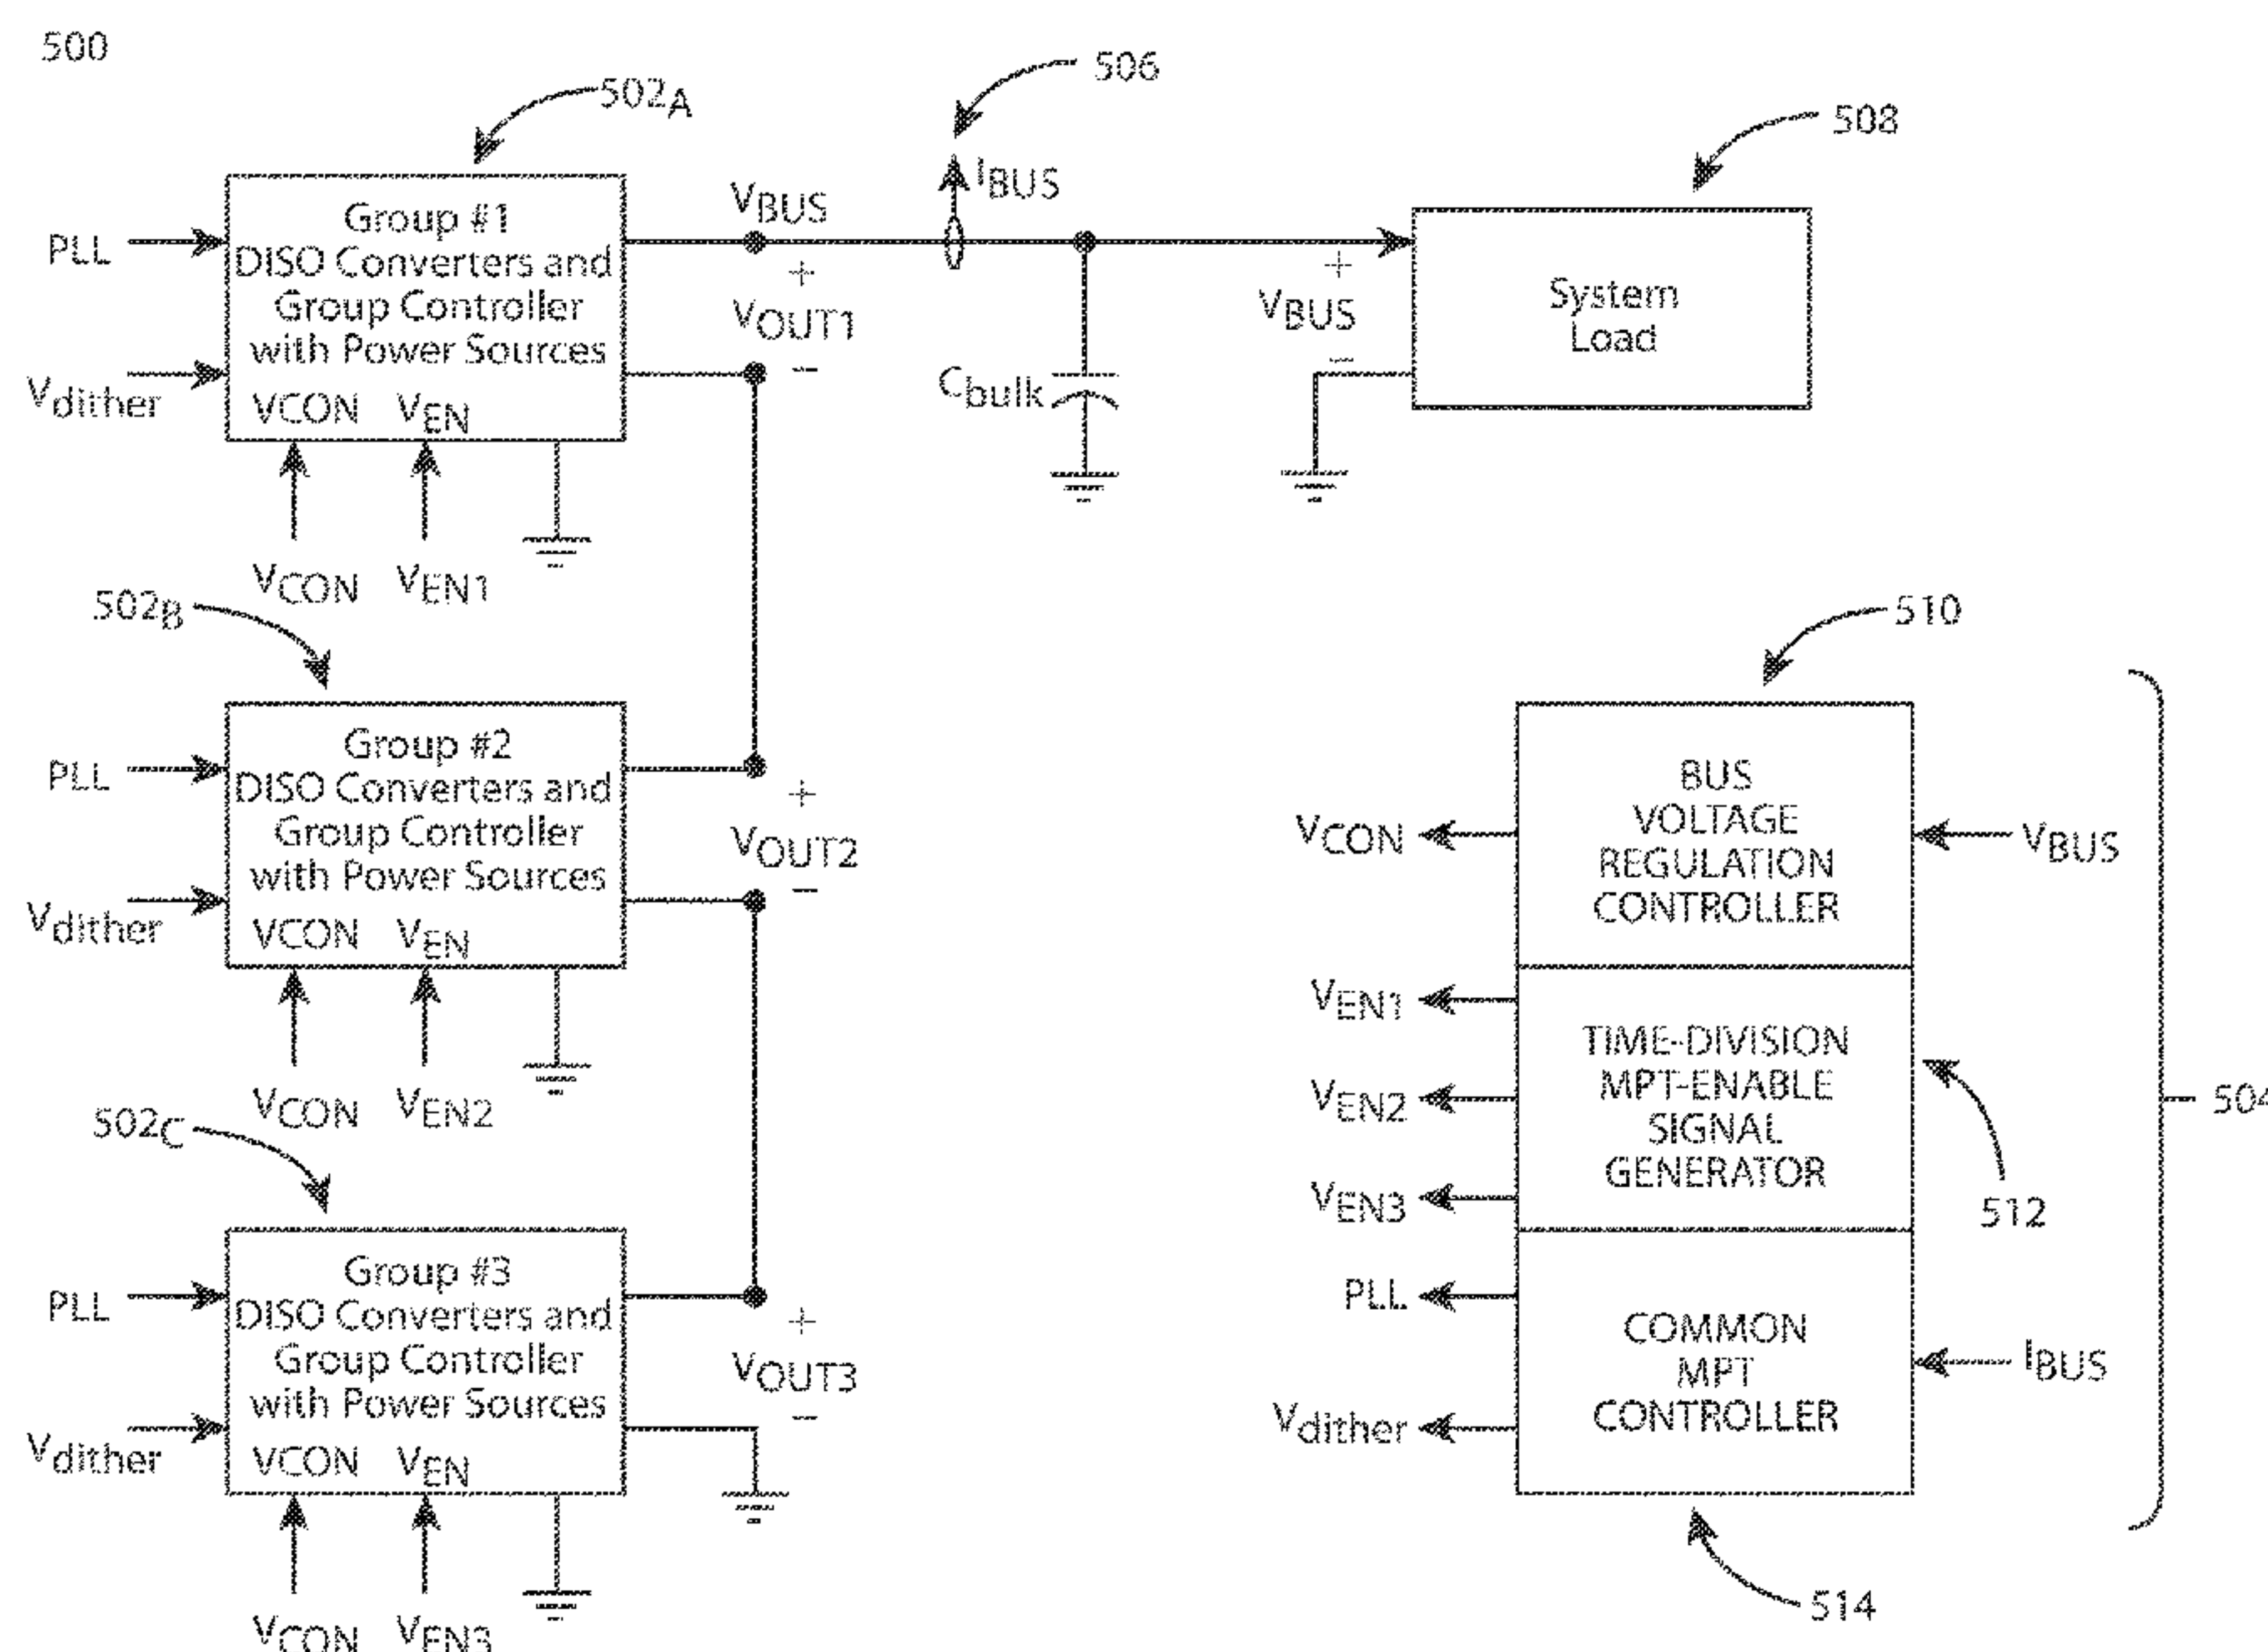 500
502A
506
508
Group #1
DISO Converters and
Group Controller
with Power Sources
PLL
Vdither
VCON VEN
VCON VEN1
VBUS
+
VOUT1
−
IBUS
Cbulk
+
VBUS
−
System
Load
502B
Group #2
DISO Converters and
Group Controller
with Power Sources
PLL
Vdither
VCON VEN
VCON VEN2
+
VOUT2
−
502C
Group #3
DISO Converters and
Group Controller
with Power Sources
PLL
Vdither
VCON VEN
VCON VEN3
+
VOUT3
−
510
BUS
VOLTAGE
REGULATION
CONTROLLER
VCON
VBUS
TIME-DIVISION
MPT-ENABLE
SIGNAL
GENERATOR
VEN1
VEN2
VEN3
512
504
COMMON
MPT
CONTROLLER
PLL
Vdither
IBUS
514